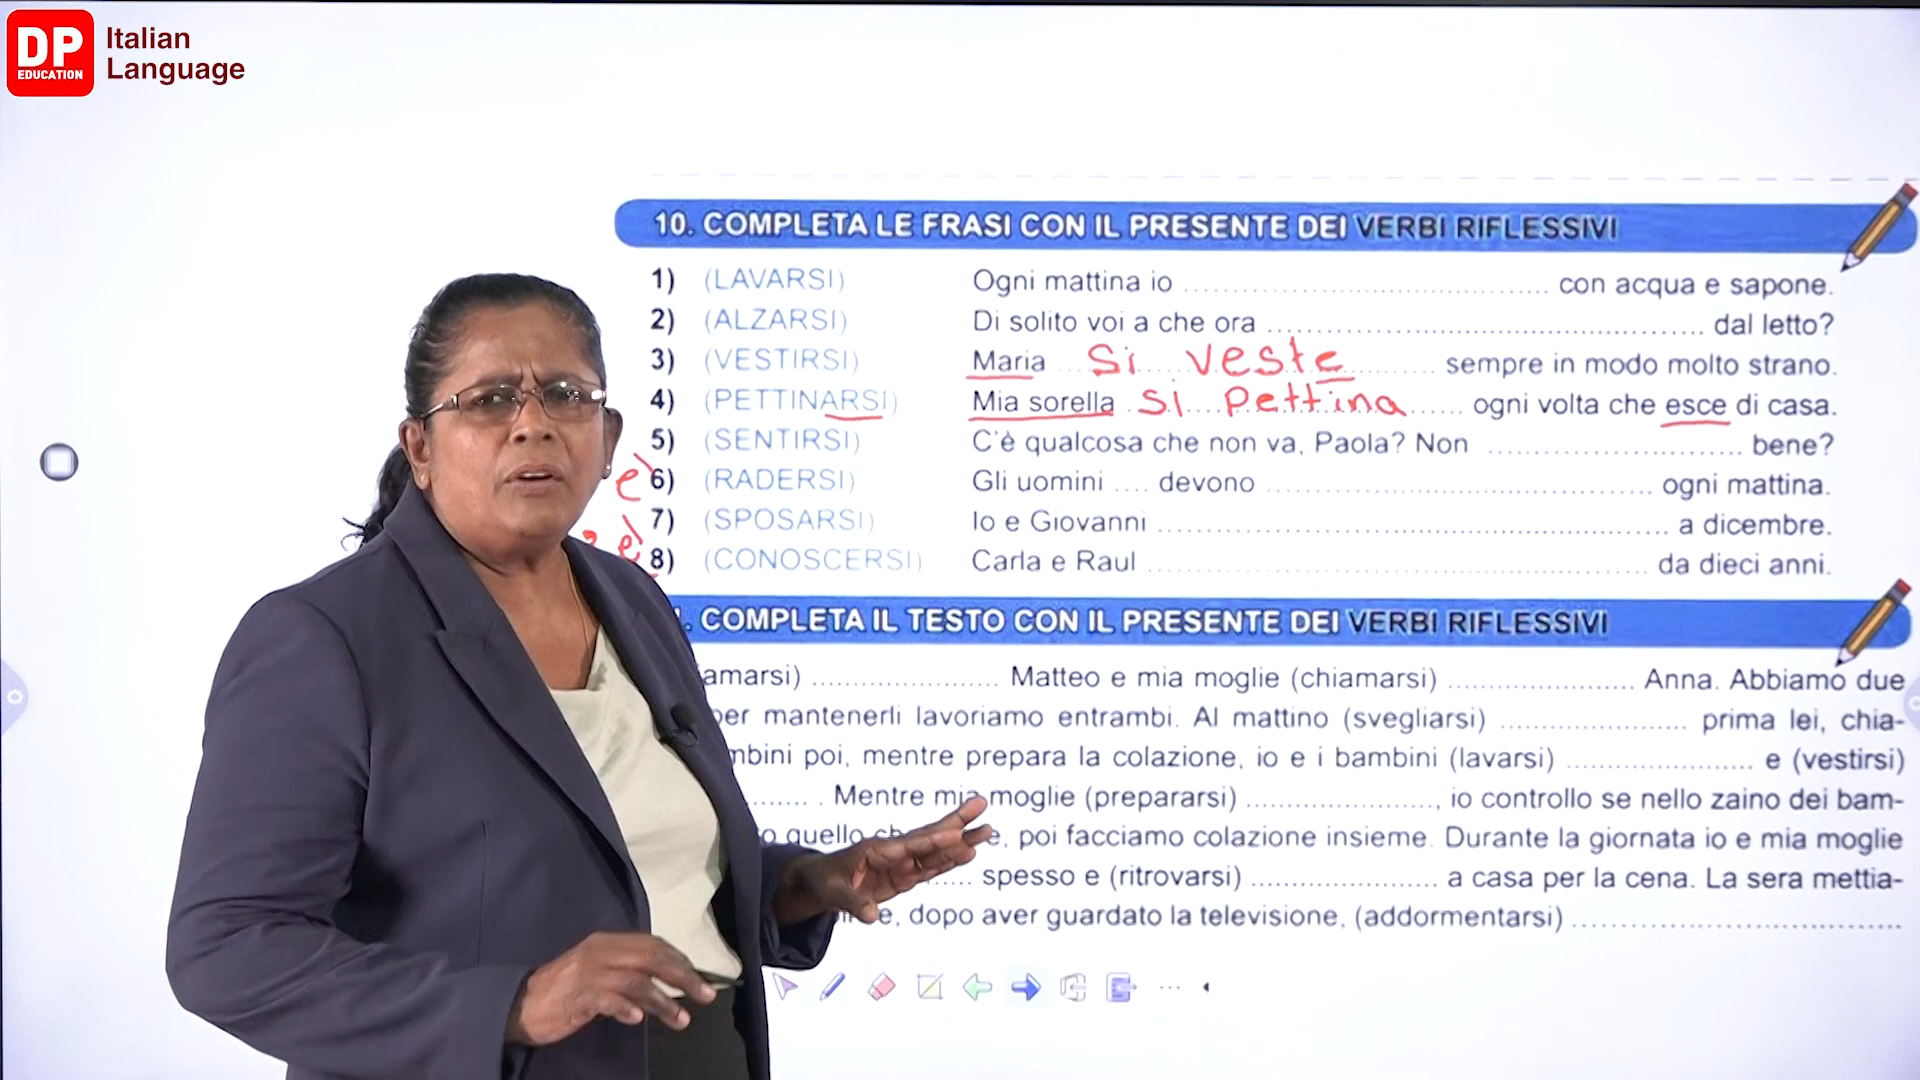 DP
EDUCATION
Italian
Language
10. COMPLETA LE FRASI CON IL PRESENTE DEI VERBI RIFLESSIVI
1) (LAVARSI) Ogni mattina io ........................................ con acqua e sapone.
2) (ALZARSI) Di solito voi a che ora ........................................ dal letto?
3) (VESTIRSI) Maria si veste sempre in modo molto strano.
4) (PETTINARSI) Mia sorella si pettina ogni volta che esce di casa.
5) (SENTIRSI) C'è qualcosa che non va, Paola? Non ........................................ bene?
6) (RADERSI) Gli uomini .... devono ........................................ ogni mattina.
7) (SPOSARSI) Io e Giovanni ........................................ a dicembre.
8) (CONOSCERSI) Carla e Raul ........................................ da dieci anni.
. COMPLETA IL TESTO CON IL PRESENTE DEI VERBI RIFLESSIVI
amarsi) ........................ Matteo e mia moglie (chiamarsi) ........................ Anna. Abbiamo due
per mantenerli lavoriamo entrambi. Al mattino (svegliarsi) ........................ prima lei, chia-
mbini poi, mentre prepara la colazione, io e i bambini (lavarsi) ........................ e (vestirsi)
........ . Mentre mia moglie (prepararsi) ........................, io controllo se nello zaino dei bam-
quello e, poi facciamo colazione insieme. Durante la giornata io e mia moglie
...... spesso e (ritrovarsi) ........................ a casa per la cena. La sera mettia-
e, dopo aver guardato la televisione, (addormentarsi) ........................................